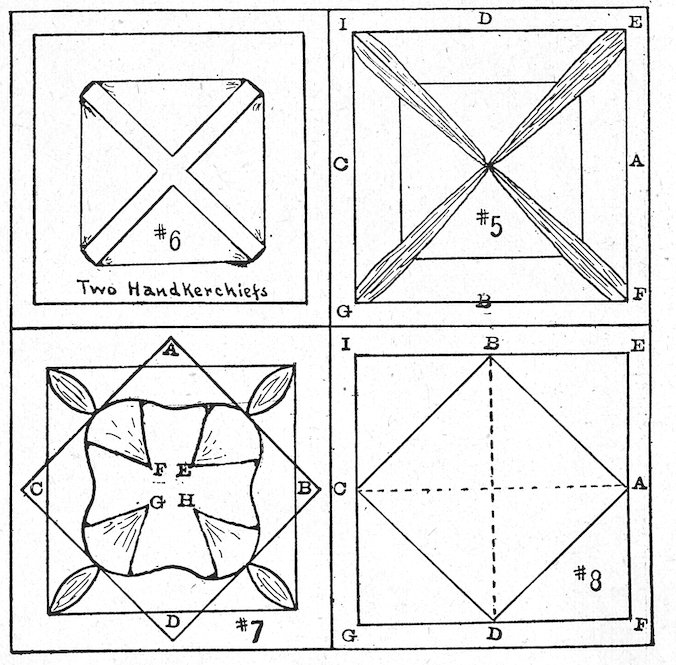 #6
Two Handkerchiefs
I D E
C A
#5
G B F
A
F E
C B
G H
D
#7
I B E
C A
#8
G D F